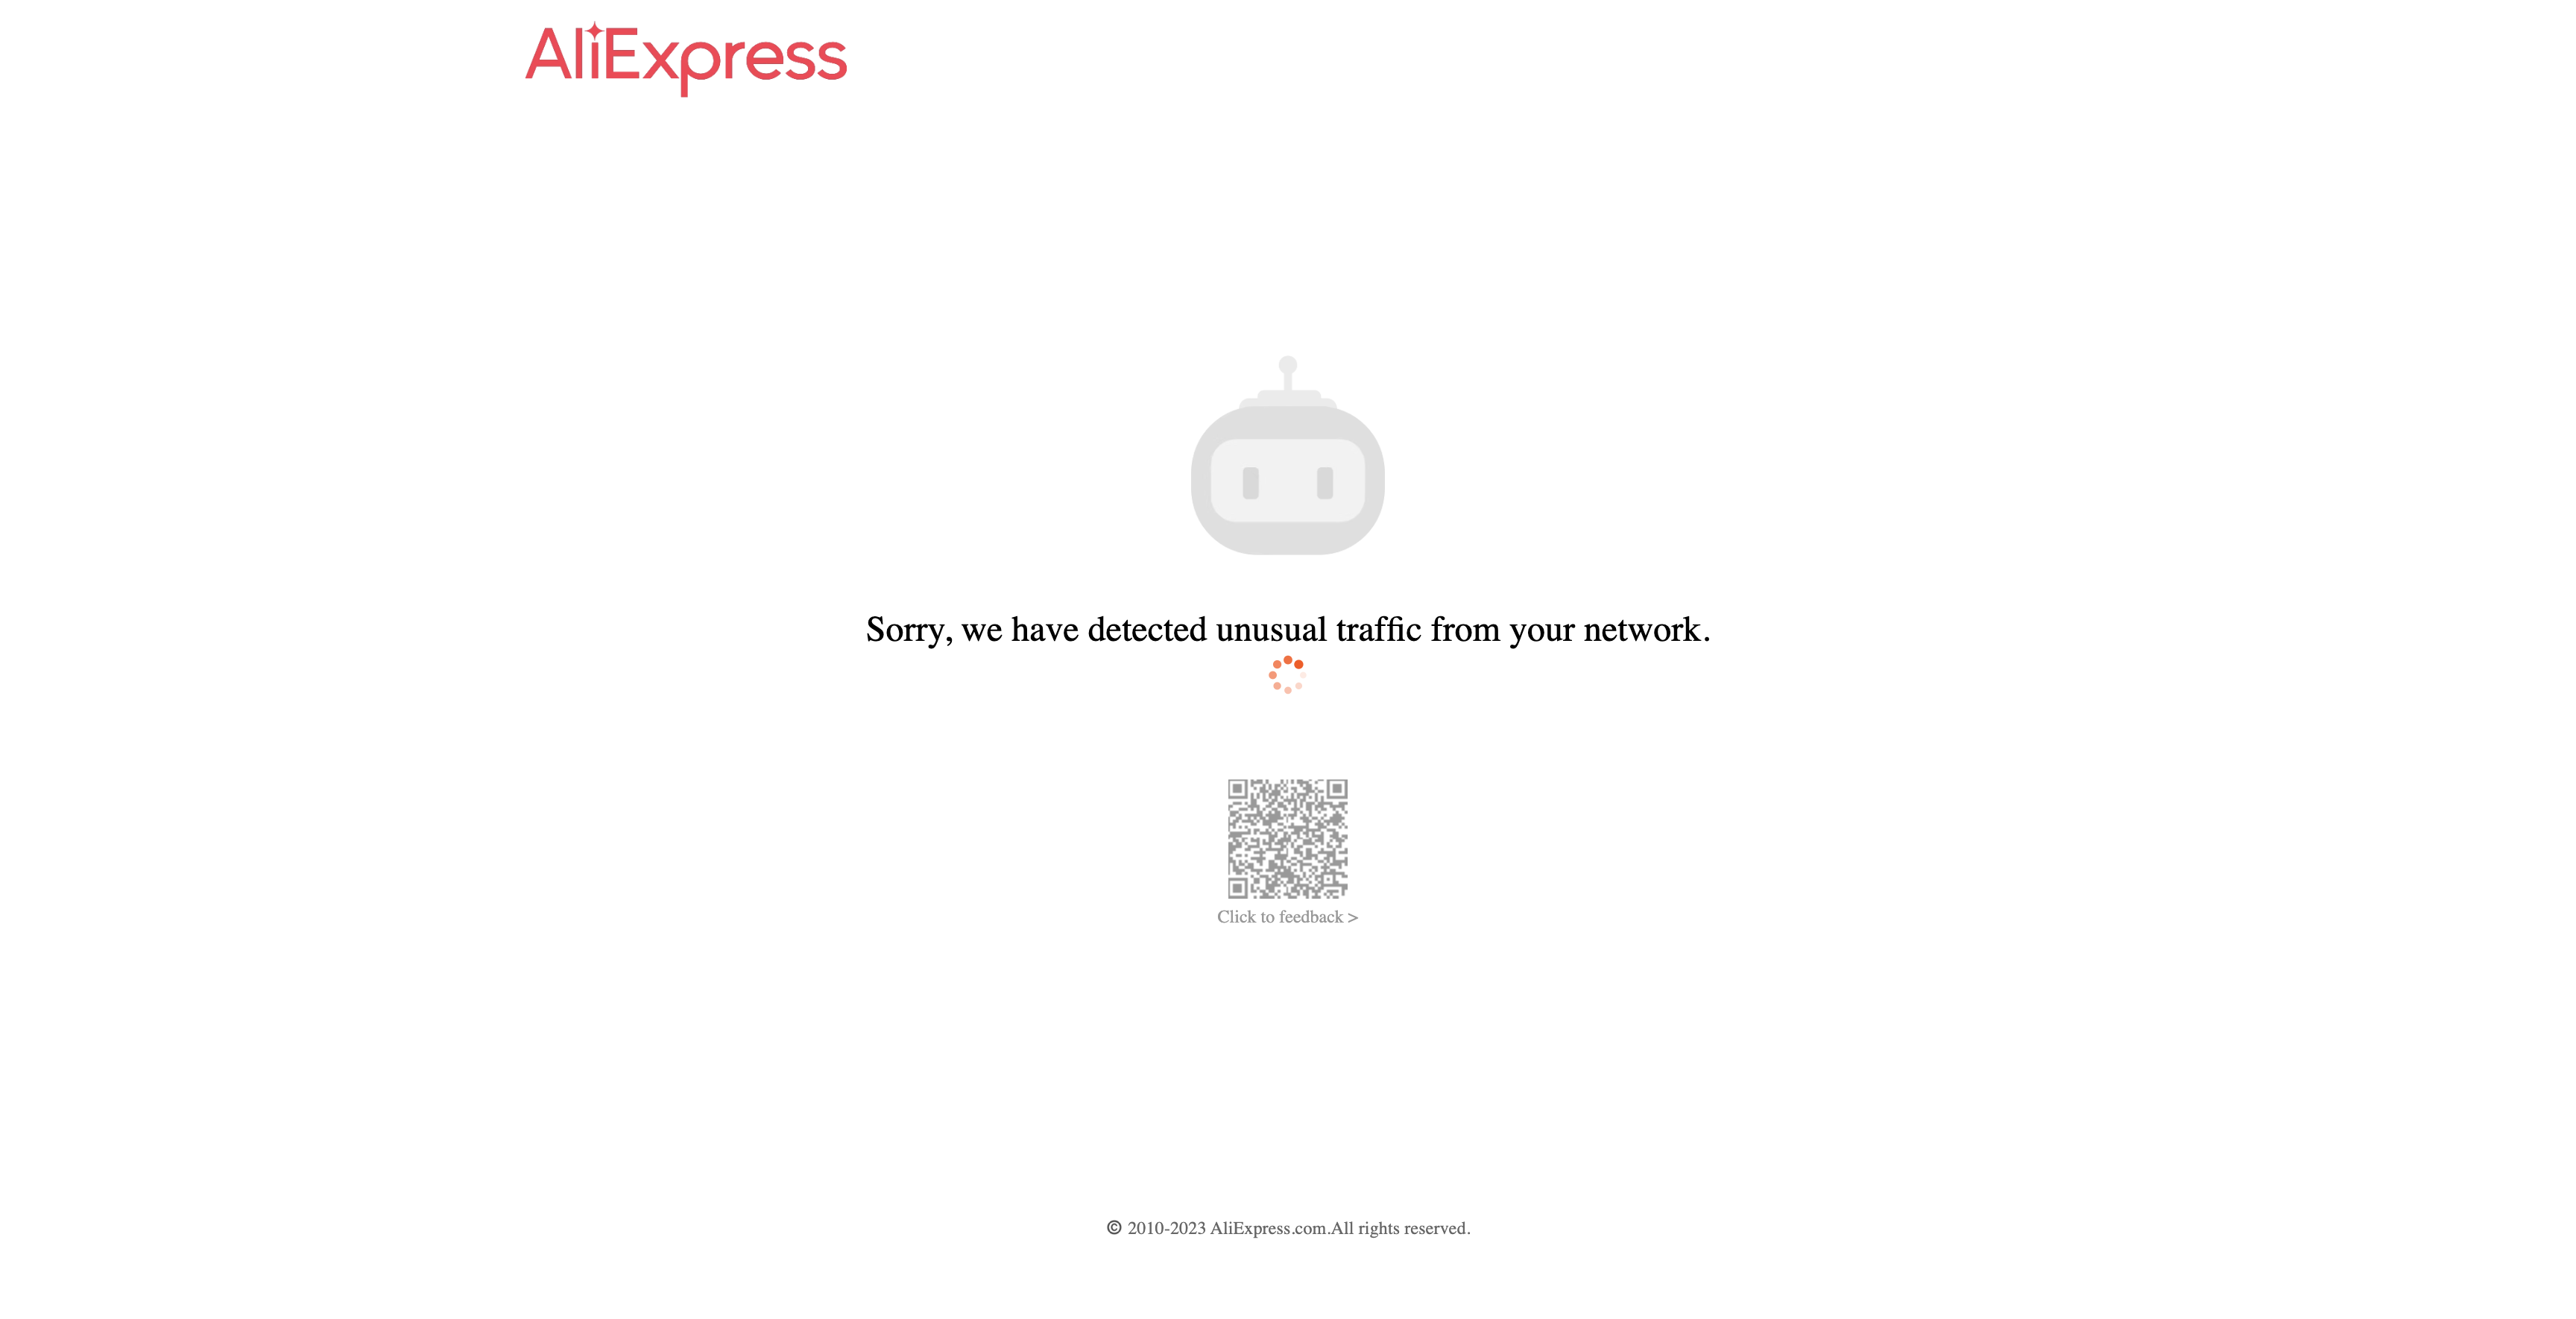 AliExpress
Sorry, we have detected unusual traffic from your network.
Click to feedback >
© 2010-2023 AliExpress.com.All rights reserved.